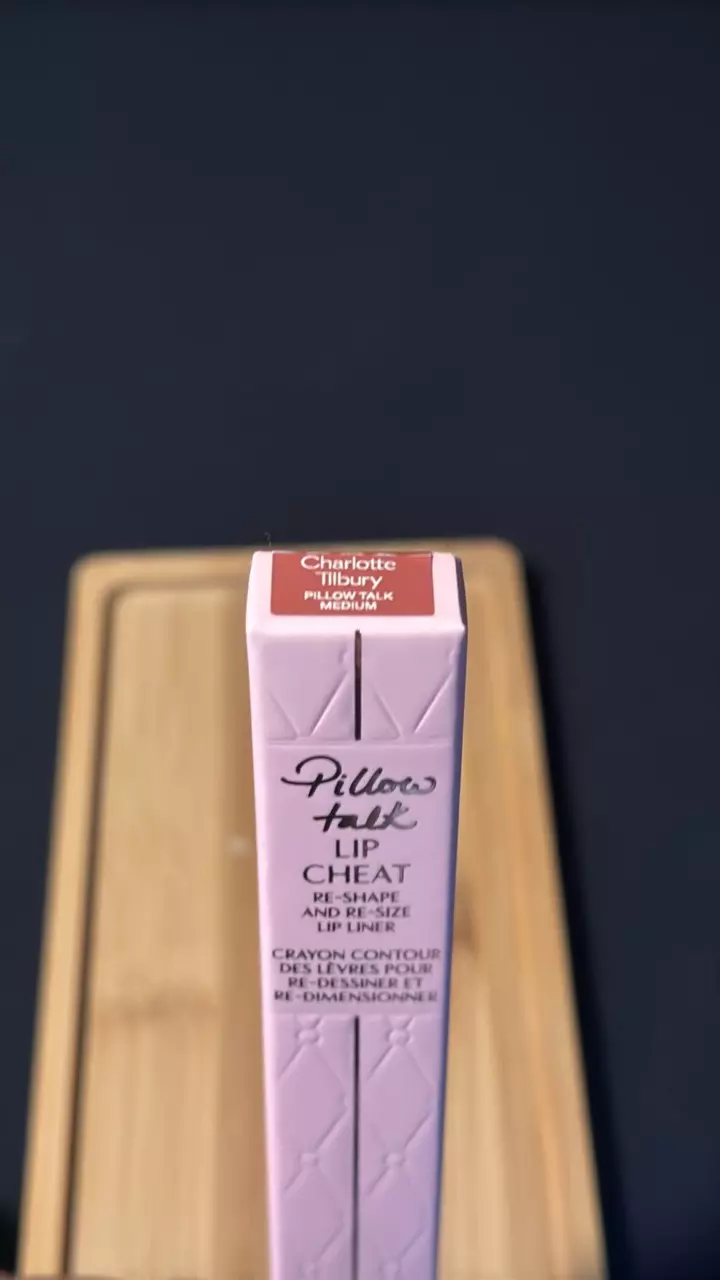 Charlotte
Tilbury
PILLOW TALK
MEDIUM
Pillow
talk
LIP
CHEAT
RE-SHAPE
AND RE-SIZE
LIP LINER
CRAYON CONTOUR
DES LÈVRES POUR
RE-DESSINER ET
RE-DIMENSIONNER